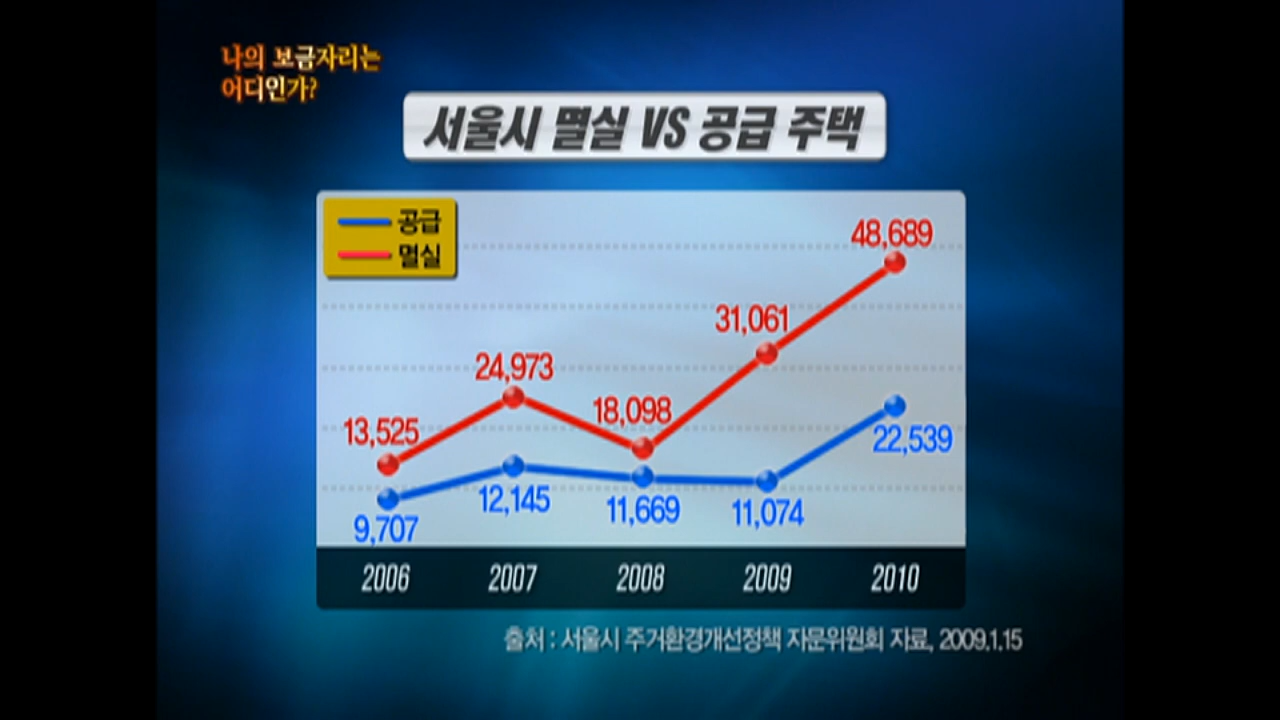 나의 보금자리는
어디인가?
서울시 멸실 VS 공급 주택
공급
멸실
48,689
31,061
24,973
18,098
13,525
22,539
12,145
11,669
11,074
9,707
2006 2007 2008 2009 2010
출처 : 서울시 주거환경개선정책 자문위원회 자료, 2009.1.15